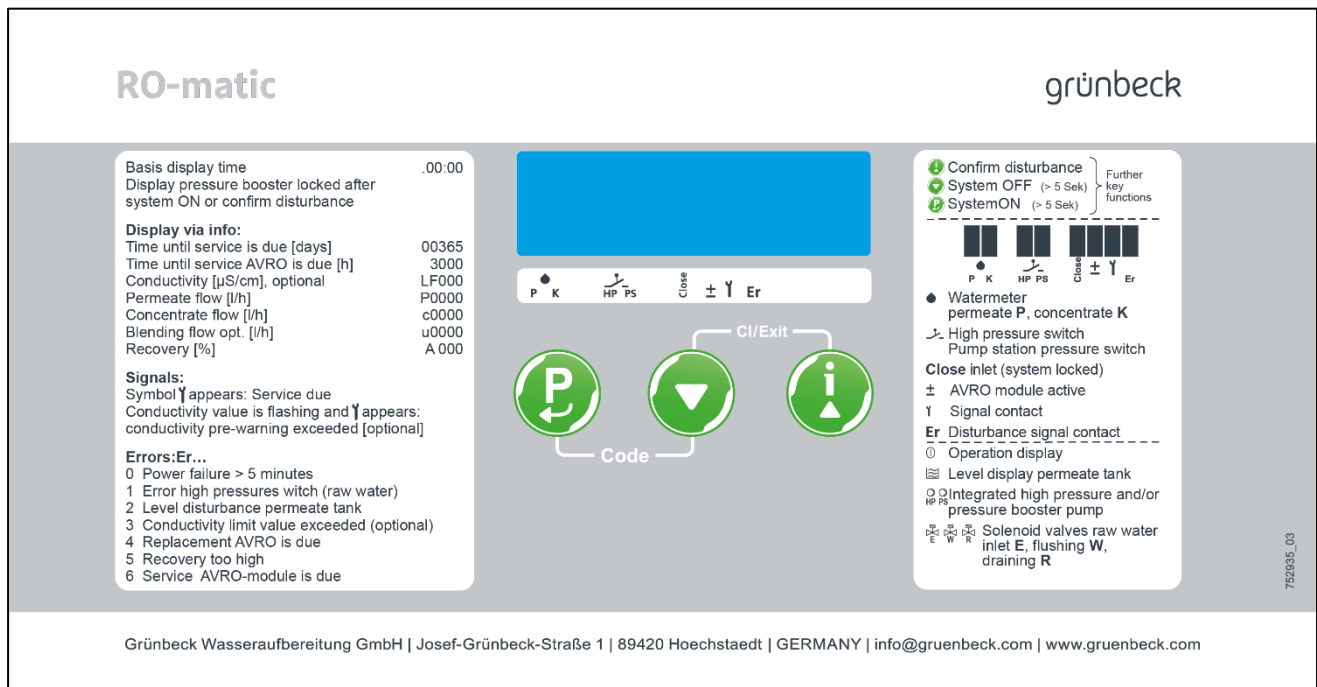 RO-matic
grünbeck
Basis display time .00:00
Display pressure booster locked after
system ON or confirm disturbance
Display via info:
Time until service is due [days] 00365
Time until service AVRO is due [h] 3000
Conductivity [µS/cm], optional LF000
Permeate flow [l/h] P0000
Concentrate flow [l/h] c0000
Blending flow opt. [l/h] u0000
Recovery [%] A 000
Signals:
Symbol appears: Service due
Conductivity value is flashing and appears:
conductivity pre-warning exceeded [optional]
Errors:Er...
0 Power failure > 5 minutes
1 Error high pressures witch (raw water)
2 Level disturbance permeate tank
3 Conductivity limit value exceeded (optional)
4 Replacement AVRO is due
5 Recovery too high
6 Service AVRO-module is due
P K HP PS Close ± Er
CI/Exit
P
i
Code
Confirm disturbance
System OFF (> 5 Sek)
P SystemON (> 5 Sek)
Further
key
functions
P K HP PS Close ± Er
Watermeter
permeate P, concentrate K
High pressure switch
Pump station pressure switch
Close inlet (system locked)
± AVRO module active
Signal contact
Er Disturbance signal contact
Operation display
Level display permeate tank
HP PS Integrated high pressure and/or
pressure booster pump
E W R Solenoid valves raw water
inlet E, flushing W,
draining R
752935_03
Grünbeck Wasseraufbereitung GmbH | Josef-Grünbeck-Straße 1 | 89420 Hoechstaedt | GERMANY | info@gruenbeck.com | www.gruenbeck.com